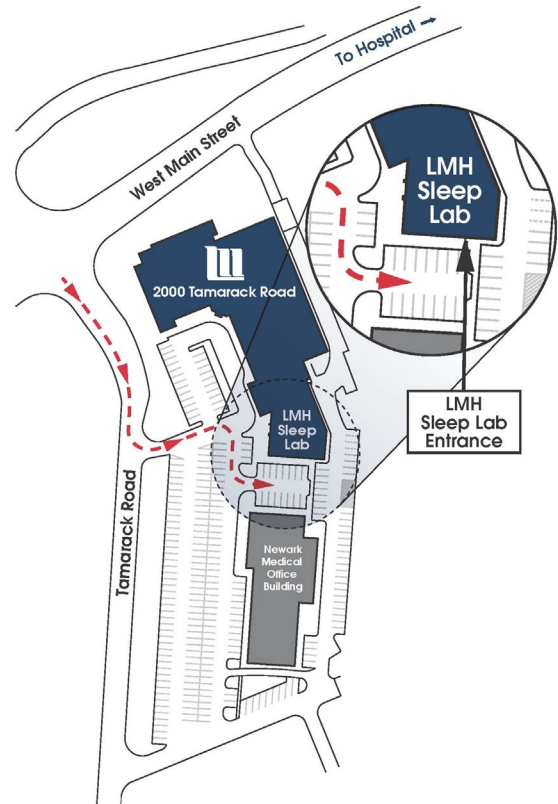 To Hospital
West Main Street
LMH
Sleep
Lab
2000 Tamarack Road
LMH
Sleep Lab
Entrance
LMH
Sleep
Lab
Tamarack Road
Newark
Medical
Office
Building